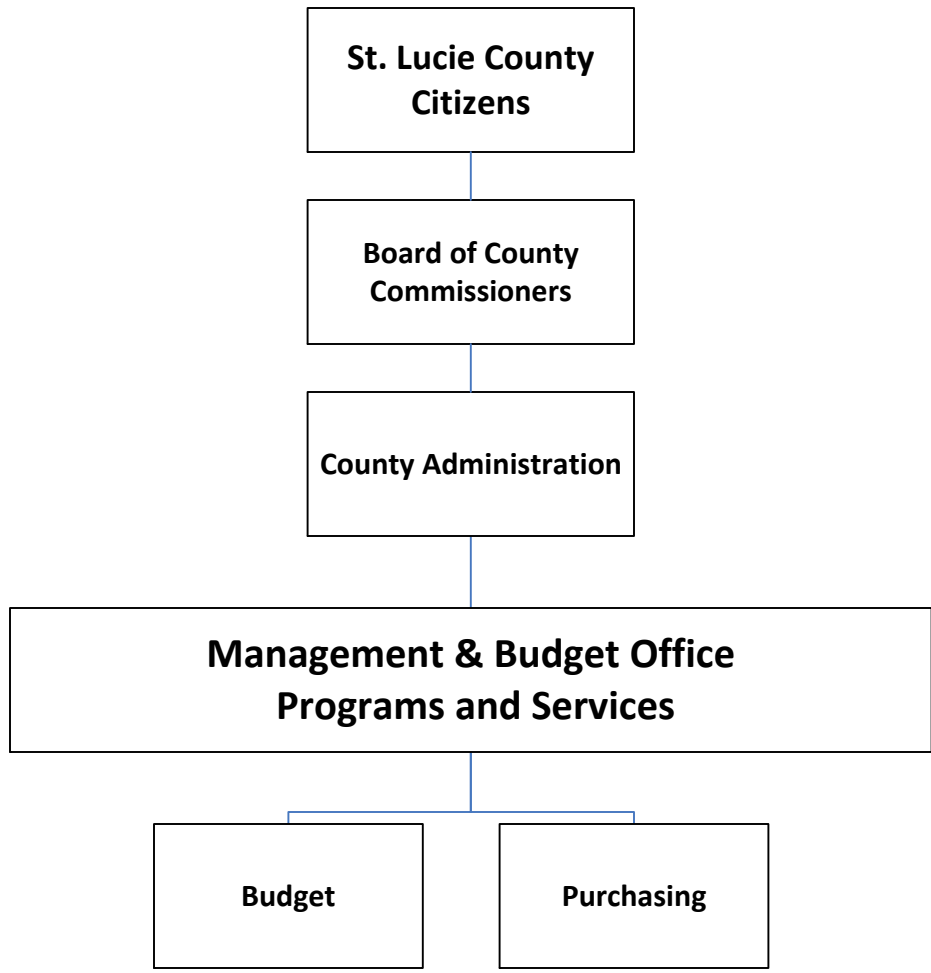 St. Lucie County
Citizens
Board of County
Commissioners
County Administration
Management & Budget Office
Programs and Services
Budget
Purchasing